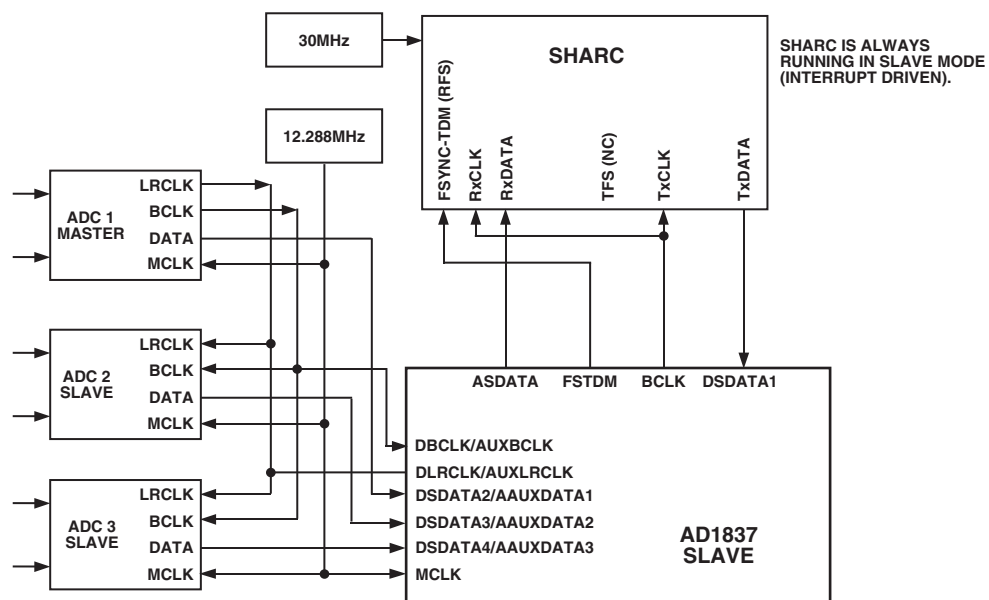 30MHz
SHARC
SHARC IS ALWAYS
RUNNING IN SLAVE MODE
(INTERRUPT DRIVEN).
12.288MHz
FSYNC-TDM (RFS)
RxCLK
RxDATA
TFS (NC)
TxCLK
TxDATA
ADC 1
MASTER
LRCLK
BCLK
DATA
MCLK
ADC 2
SLAVE
LRCLK
BCLK
DATA
MCLK
ADC 3
SLAVE
LRCLK
BCLK
DATA
MCLK
ASDATA FSTDM BCLK DSDATA1
DBCLK/AUXBCLK
DLRCLK/AUXLRCLK
DSDATA2/AAUXDATA1
DSDATA3/AAUXDATA2
DSDATA4/AAUXDATA3
MCLK
AD1837
SLAVE